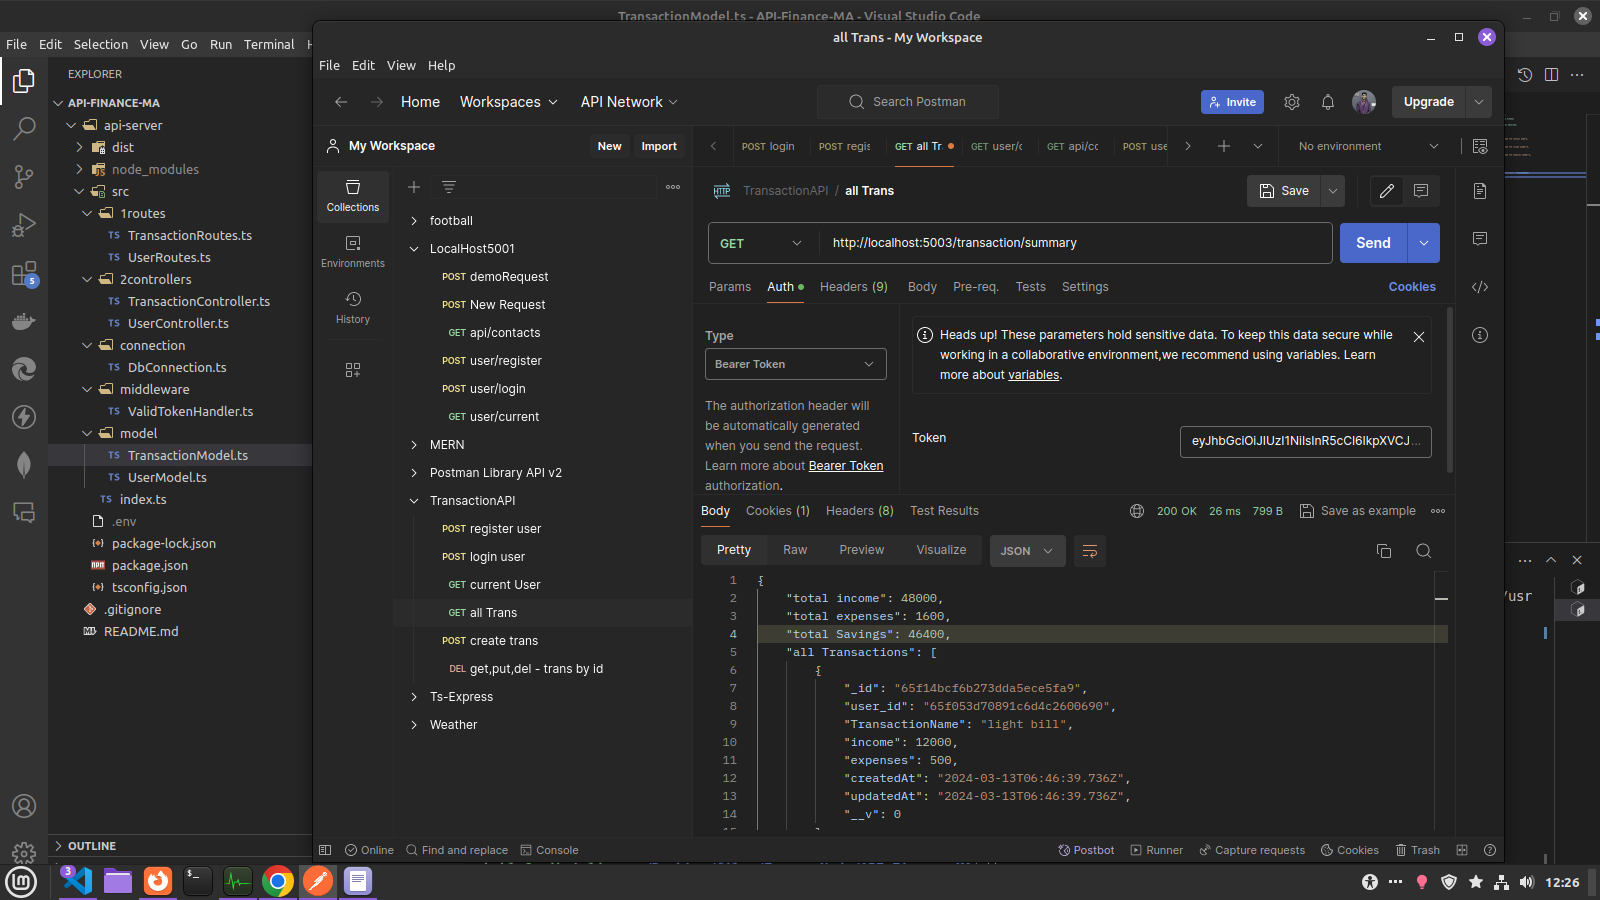 TransactionModel.ts - API-Finance-MA - Visual Studio Code
File Edit Selection View Go Run Terminal
all Trans - My Workspace
File Edit View Help
Home Workspaces API Network
Search Postman
Invite
Upgrade
EXPLORER
API-FINANCE-MA
api-server
dist
node_modules
src
1routes
TS TransactionRoutes.ts
TS UserRoutes.ts
2controllers
TS TransactionController.ts
TS UserController.ts
connection
TS DbConnection.ts
middleware
TS ValidTokenHandler.ts
model
TS TransactionModel.ts
TS UserModel.ts
TS index.ts
.env
package-lock.json
package.json
tsconfig.json
.gitignore
README.md
OUTLINE
5
My Workspace
New Import
Collections
Environments
History
football
LocalHost5001
POST demoRequest
POST New Request
GET api/contacts
POST user/register
POST user/login
GET user/current
MERN
Postman Library API v2
TransactionAPI
POST register user
POST login user
GET current User
GET all Trans
POST create trans
DEL get,put,del - trans by id
Ts-Express
Weather
POST login
POST regis
GET all Tr
GET user/c
GET api/cc
POST use
No environment
HTTP TransactionAPI / all Trans
Save
GET http://localhost:5003/transaction/summary
Send
Params Auth Headers (9) Body Pre-req. Tests Settings
Cookies
Type
Bearer Token
The authorization header will
be automatically generated
when you send the request.
Learn more about Bearer Token
authorization.
Heads up! These parameters hold sensitive data. To keep this data secure while
working in a collaborative environment,we recommend using variables. Learn
more about variables.
Token
eyJhbGciOiJIUzI1NiIsInR5cCI6IkpXVCJ...
Body Cookies (1) Headers (8) Test Results
200 OK 26 ms 799 B
Save as example
Pretty Raw Preview Visualize
JSON
1 {
2 "total income": 48000,
3 "total expenses": 1600,
4 "total Savings": 46400,
5 "all Transactions": [
6 {
7 "_id": "65f14bcf6b273dda5ece5fa9",
8 "user_id": "65f053d70891c6d4c2600690",
9 "TransactionName": "light bill",
10 "income": 12000,
11 "expenses": 500,
12 "createdAt": "2024-03-13T06:46:39.736Z",
13 "updatedAt": "2024-03-13T06:46:39.736Z",
14 "__v": 0
/usr
Online Find and replace Console
Postbot Runner Capture requests Cookies Trash
3
12:26